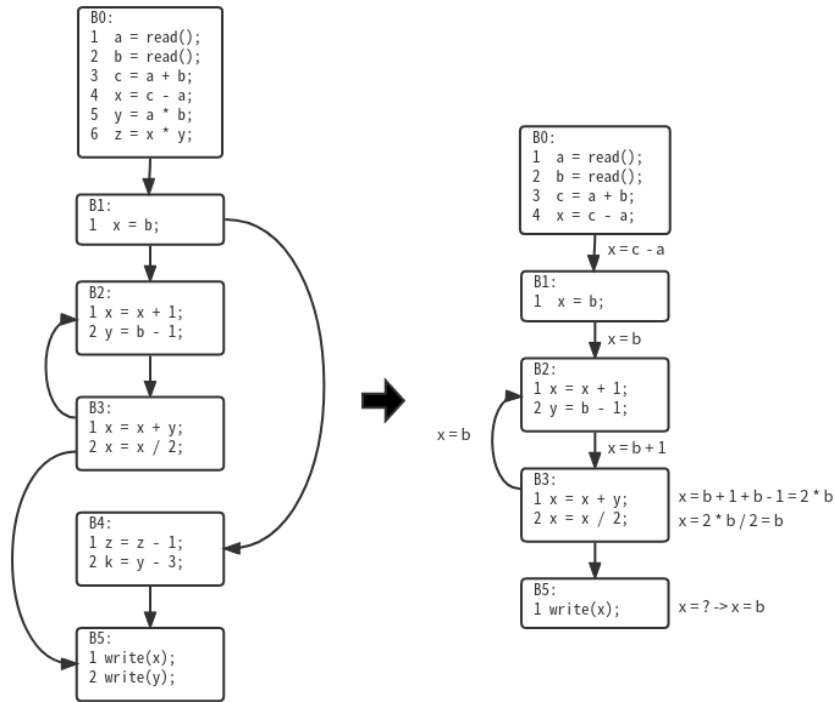 B0:
1 a = read();
2 b = read();
3 c = a + b;
4 x = c - a;
5 y = a * b;
6 z = x * y;
B1:
1 x = b;
B2:
1 x = x + 1;
2 y = b - 1;
B3:
1 x = x + y;
2 x = x / 2;
B4:
1 z = z - 1;
2 k = y - 3;
B5:
1 write(x);
2 write(y);
B0:
1 a = read();
2 b = read();
3 c = a + b;
4 x = c - a;
x = c - a
B1:
1 x = b;
x = b
B2:
1 x = x + 1;
2 y = b - 1;
x = b
x = b + 1
B3:
1 x = x + y;
2 x = x / 2;
x = b + 1 + b - 1 = 2 * b
x = 2 * b / 2 = b
B5:
1 write(x);
x = ? -> x = b